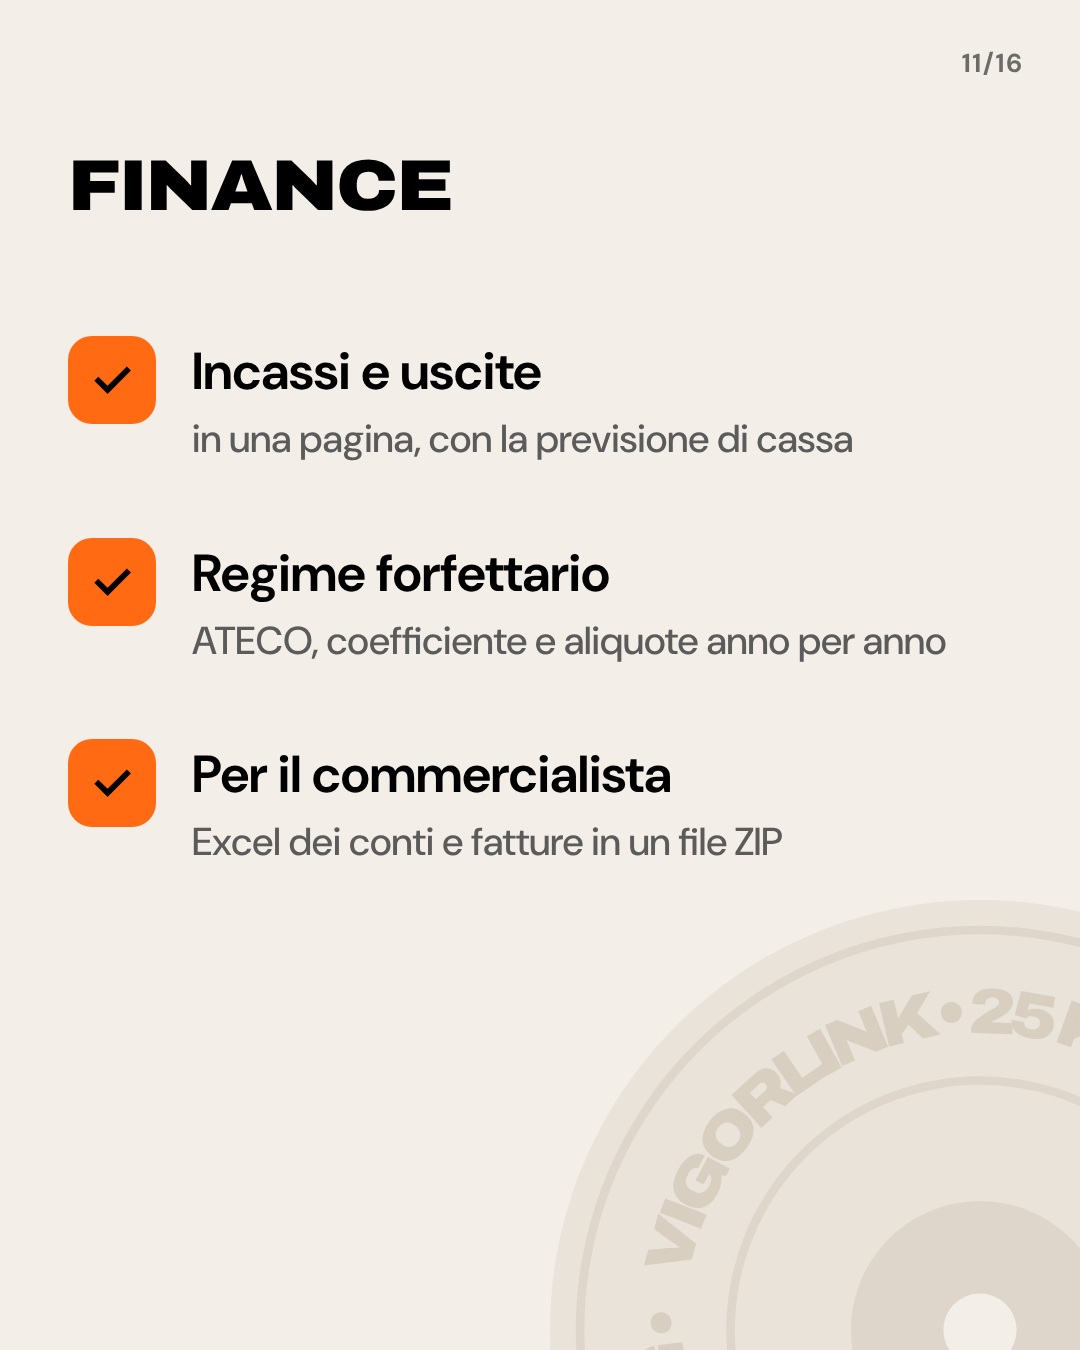 11/16
FINANCE
Incassi e uscite
in una pagina, con la previsione di cassa
Regime forfettario
ATECO, coefficiente e aliquote anno per anno
Per il commercialista
Excel dei conti e fatture in un file ZIP
VIGORLINK • 25